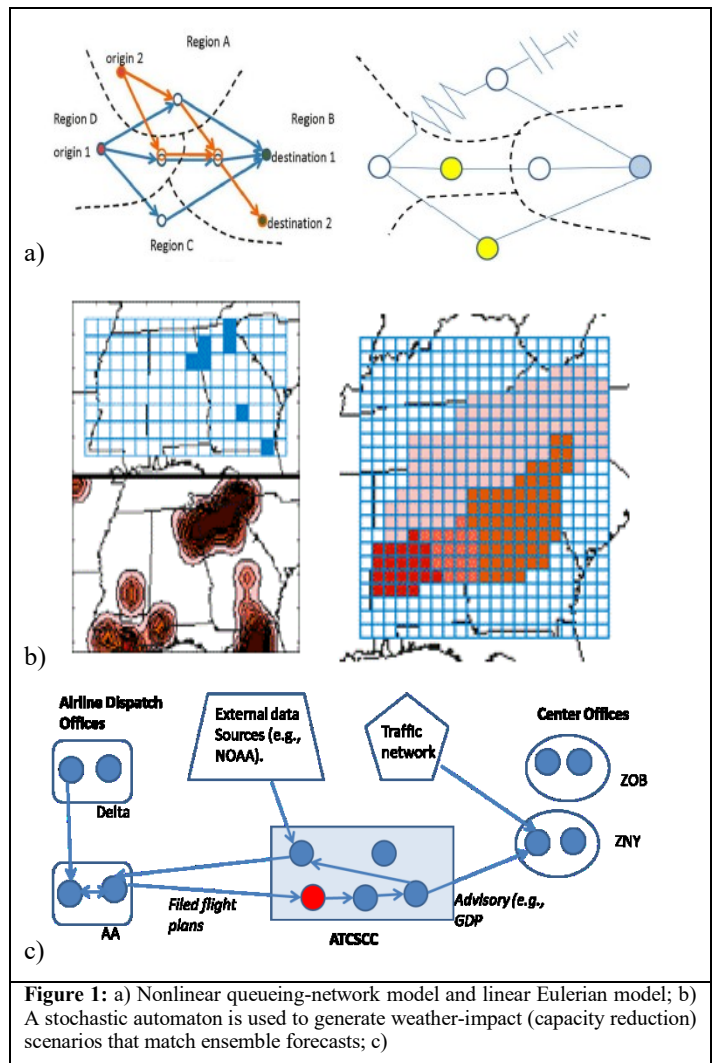 Region A
origin 2
Region D
Region B
origin 1
destination 1
destination 2
Region C
a)
b)
Airline Dispatch
Offices
External data
Sources (e.g.,
NOAA).
Traffic
network
Center Offices
Delta
ZOB
ZNY
AA
Filed flight
plans
ATCSCC
Advisory (e.g.,
GDP
c)
Figure 1: a) Nonlinear queueing-network model and linear Eulerian model; b)
A stochastic automaton is used to generate weather-impact (capacity reduction)
scenarios that match ensemble forecasts; c)